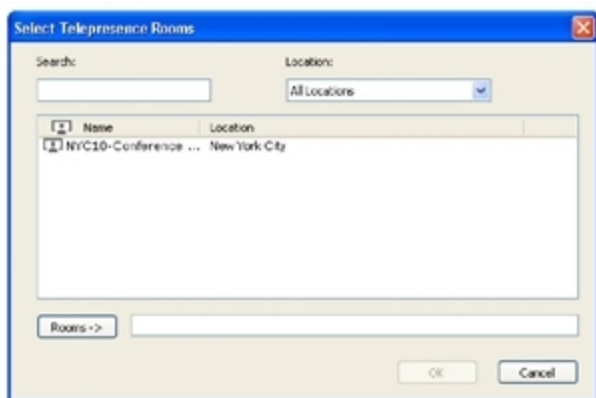 Select Telepresence Rooms
Search: Location:
All Locations
Name Location
NYC10-Conference ... New York City
Rooms ->
OK Cancel